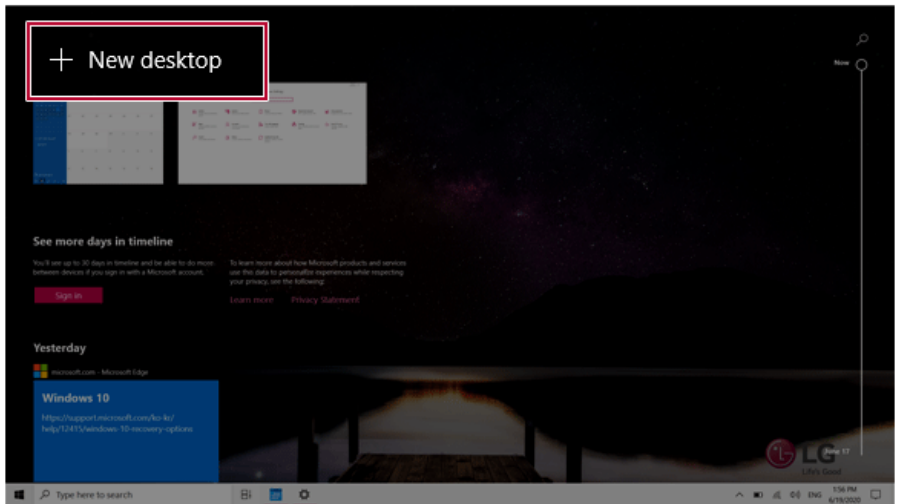 + New desktop
Now
See more days in timeline
You'll see up to 30 days in timeline and be able to do more
between devices if you sign in with a Microsoft account.
Sign in
To learn more about how Microsoft products and services
use this data to personalize experiences while respecting
your privacy, see the following:
Learn more Privacy Statement
Yesterday
microsoft.com - Microsoft Edge
Windows 10
https://support.microsoft.com/ko-kr/
help/12415/windows-10-recovery-options
LG
Life's Good
June 17
Type here to search
ENG
1:56 PM
6/19/2020